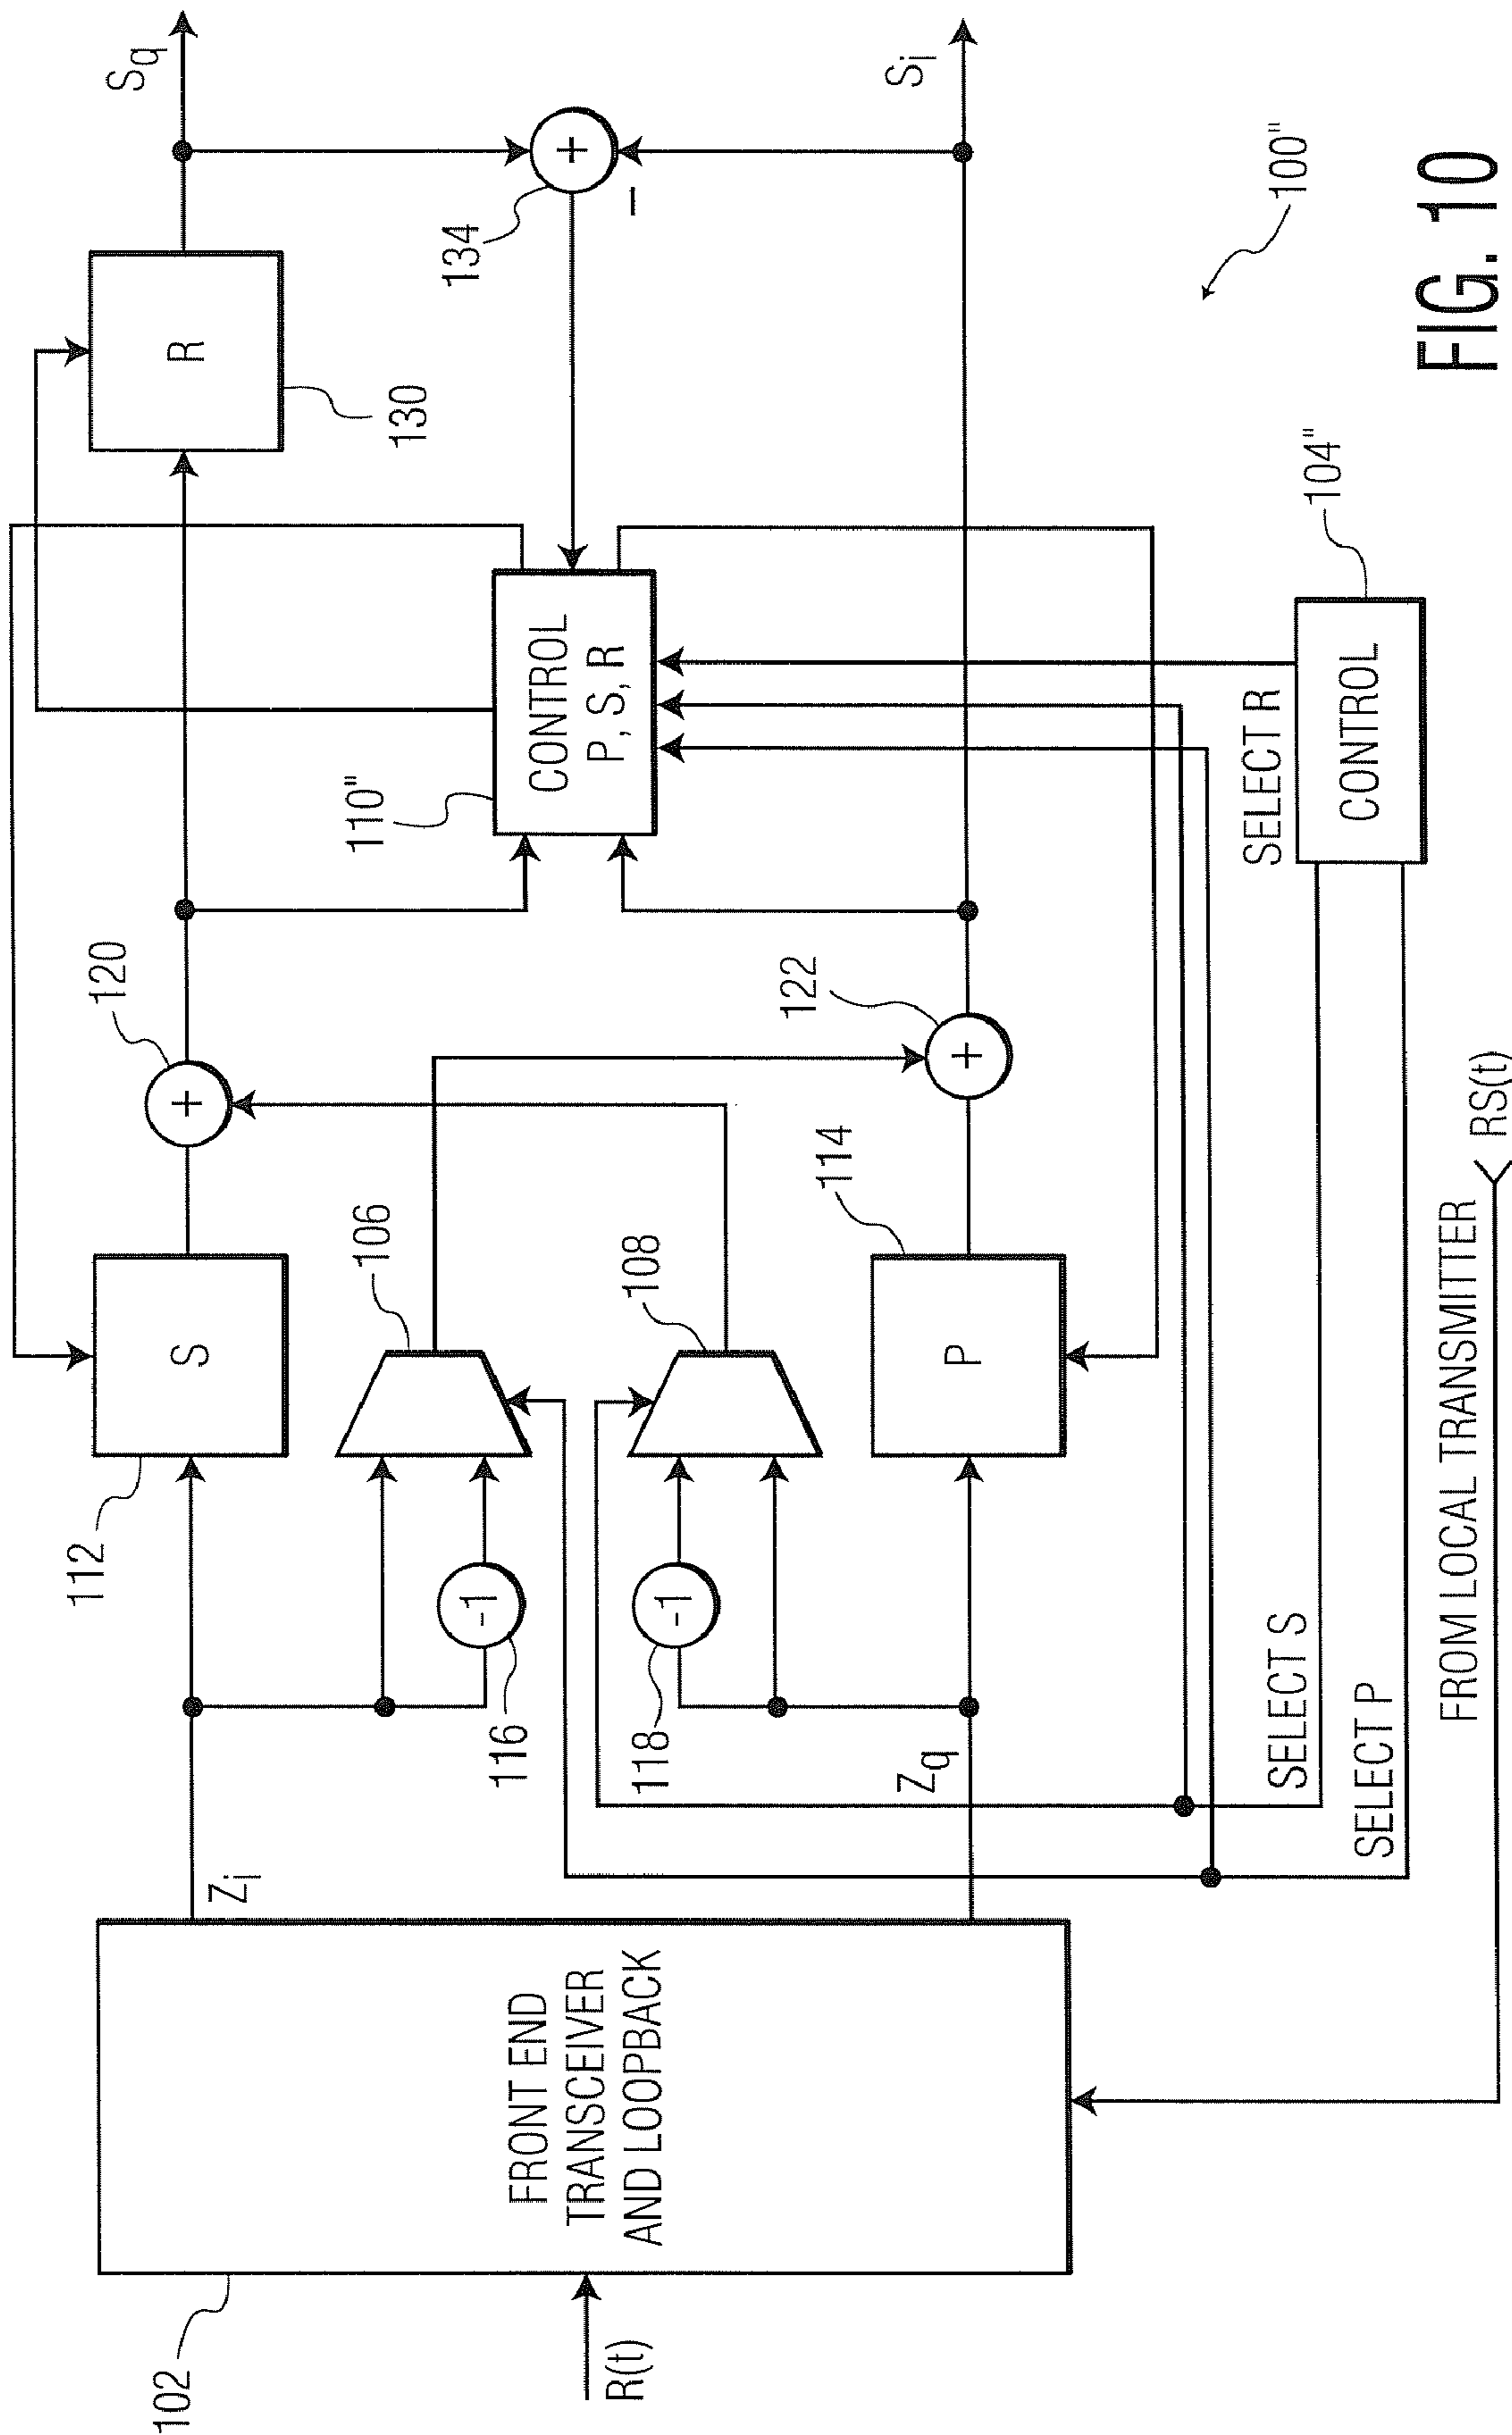 102
R(t)
FRONT END
TRANSCEIVER
AND LOOPBACK
Zi
Zq
112
S
116
-1
118
-1
106
108
P
114
120
+
122
+
110"
CONTROL
P, S, R
R
130
134
+
−
Sq
Si
SELECT S
SELECT P
SELECT R
CONTROL
104"
FROM LOCAL TRANSMITTER
RS(t)
100"
FIG. 10